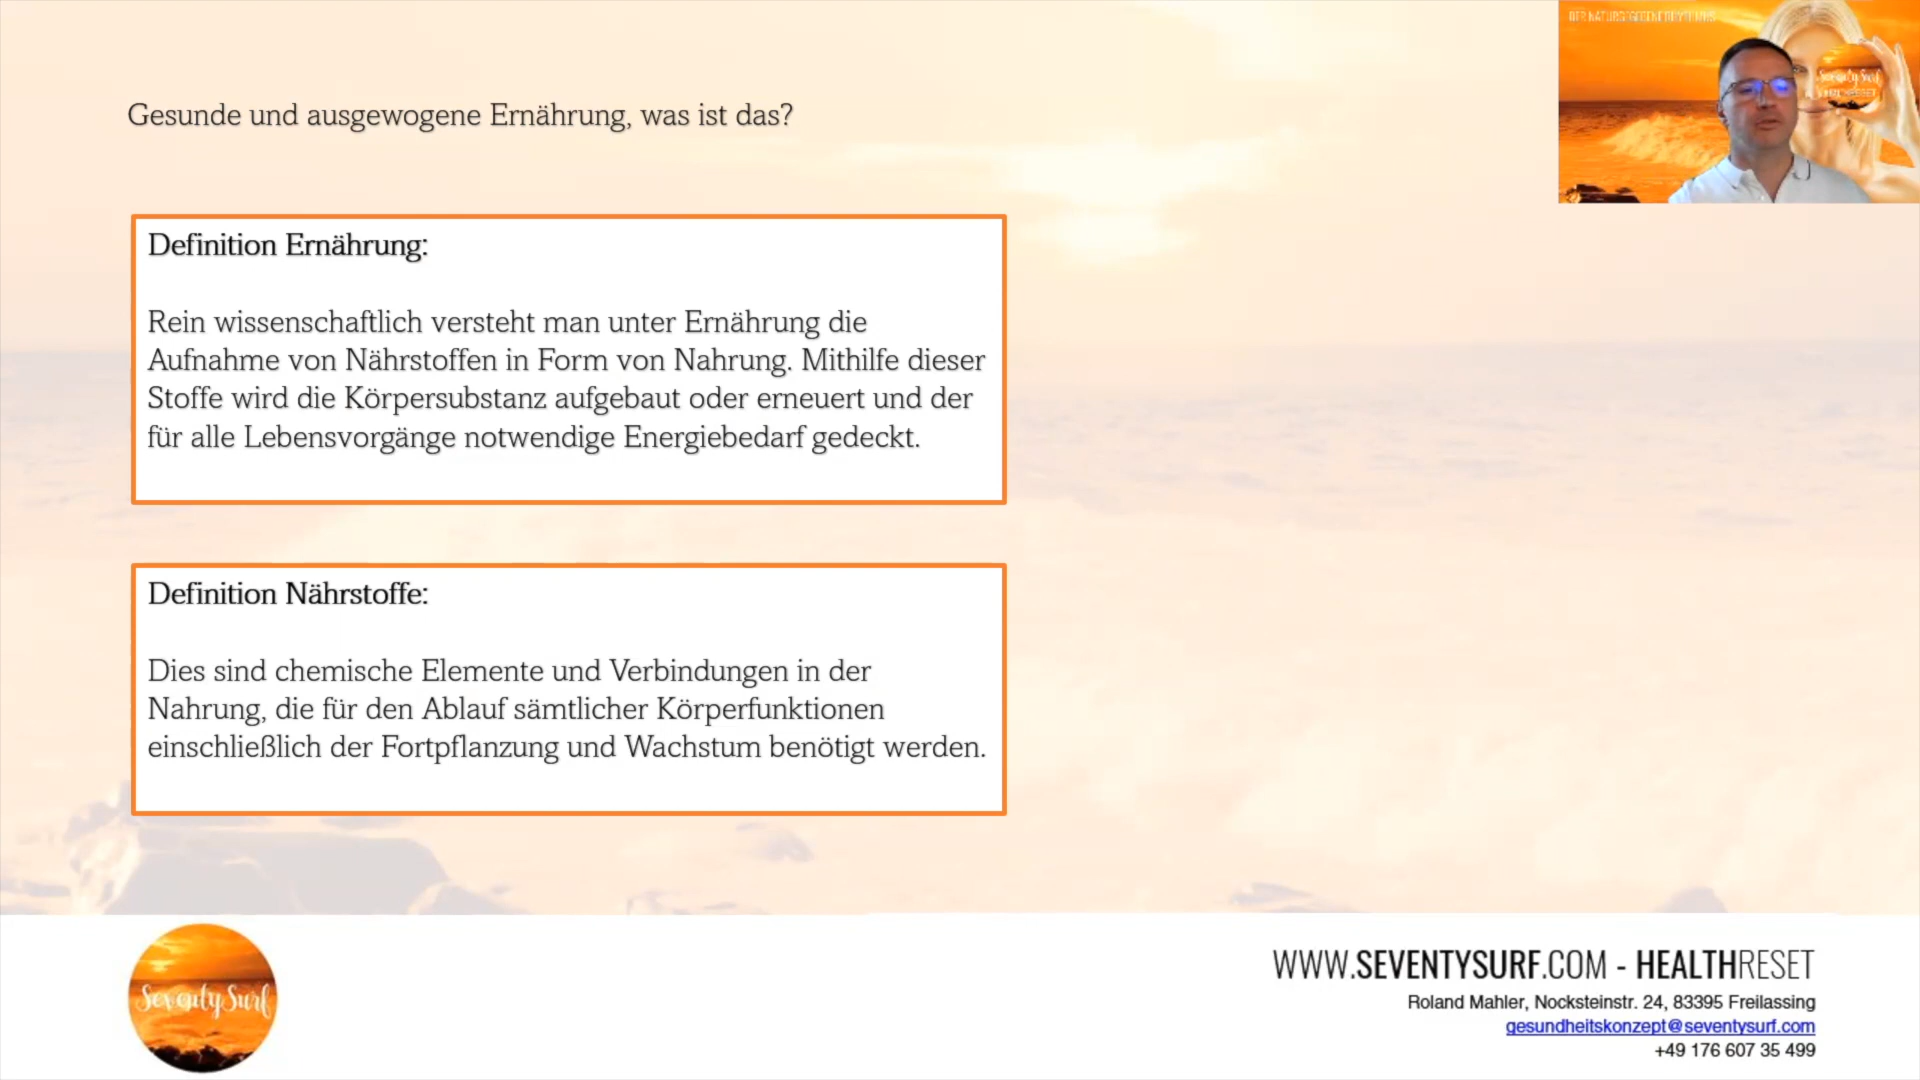 Gesunde und ausgewogene Ernährung, was ist das?
Definition Ernährung:
Rein wissenschaftlich versteht man unter Ernährung die
Aufnahme von Nährstoffen in Form von Nahrung. Mithilfe dieser
Stoffe wird die Körpersubstanz aufgebaut oder erneuert und der
für alle Lebensvorgänge notwendige Energiebedarf gedeckt.
Definition Nährstoffe:
Dies sind chemische Elemente und Verbindungen in der
Nahrung, die für den Ablauf sämtlicher Körperfunktionen
einschließlich der Fortpflanzung und Wachstum benötigt werden.
Seventy Surf
WWW.SEVENTYSURF.COM - HEALTHRESET
Roland Mahler, Nocksteinstr. 24, 83395 Freilassing
gesundheitskonzept@seventysurf.com
+49 176 607 35 499